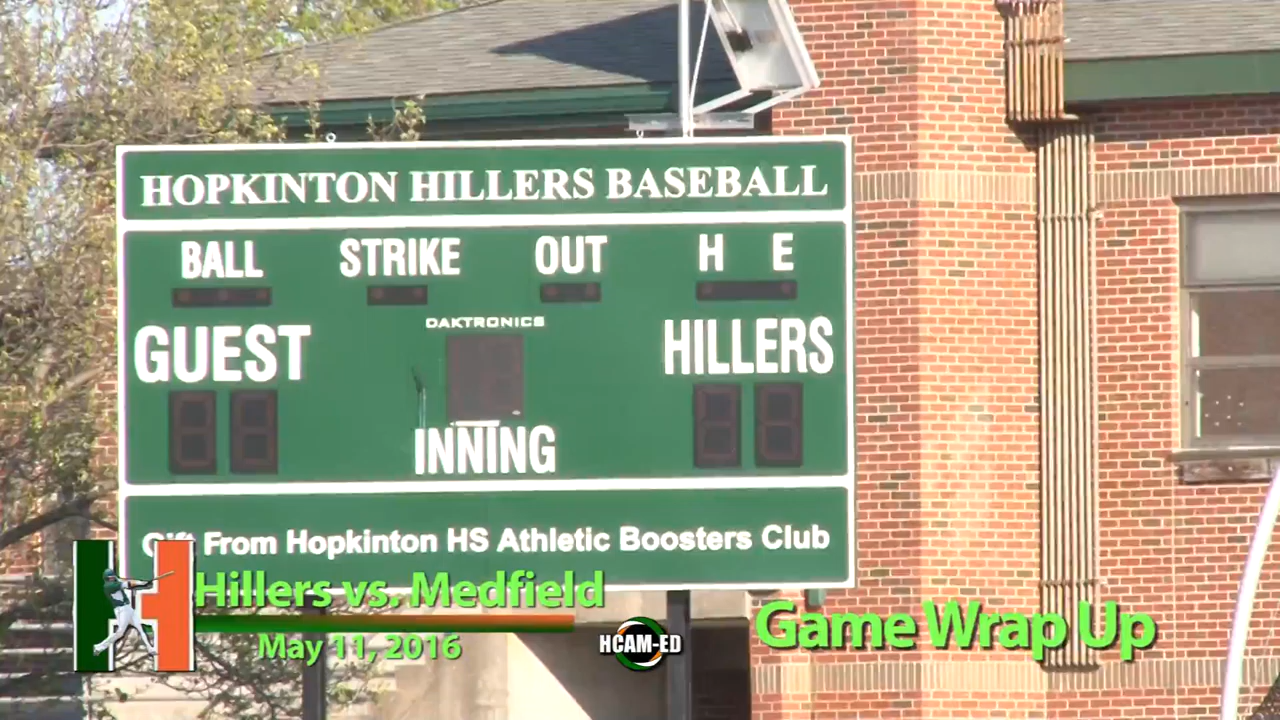 HOPKINTON HILLERS BASEBALL
BALL STRIKE OUT H E
DAKTRONICS
GUEST HILLERS
INNING
Gift From Hopkinton HS Athletic Boosters Club
H Hillers vs. Medfield
May 11, 2016
HCAM-ED
Game Wrap Up